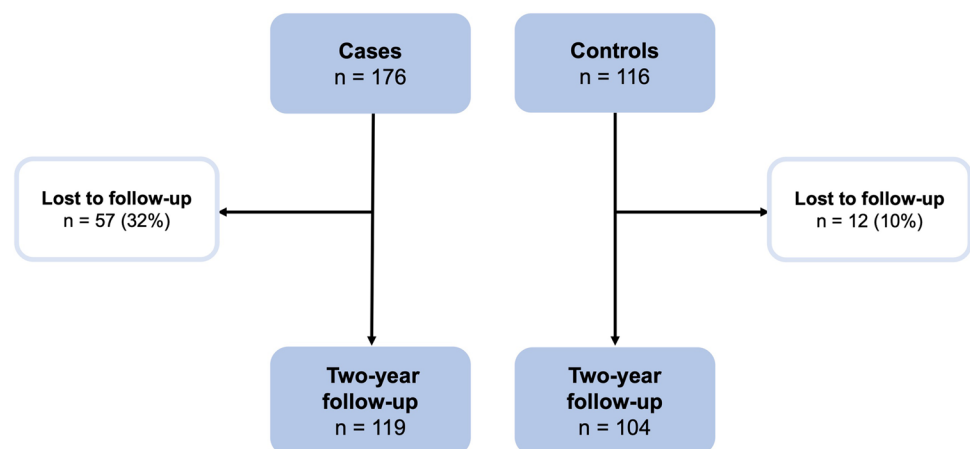 Cases
n = 176
Controls
n = 116
Lost to follow-up
n = 57 (32%)
Lost to follow-up
n = 12 (10%)
Two-year
follow-up
n = 119
Two-year
follow-up
n = 104